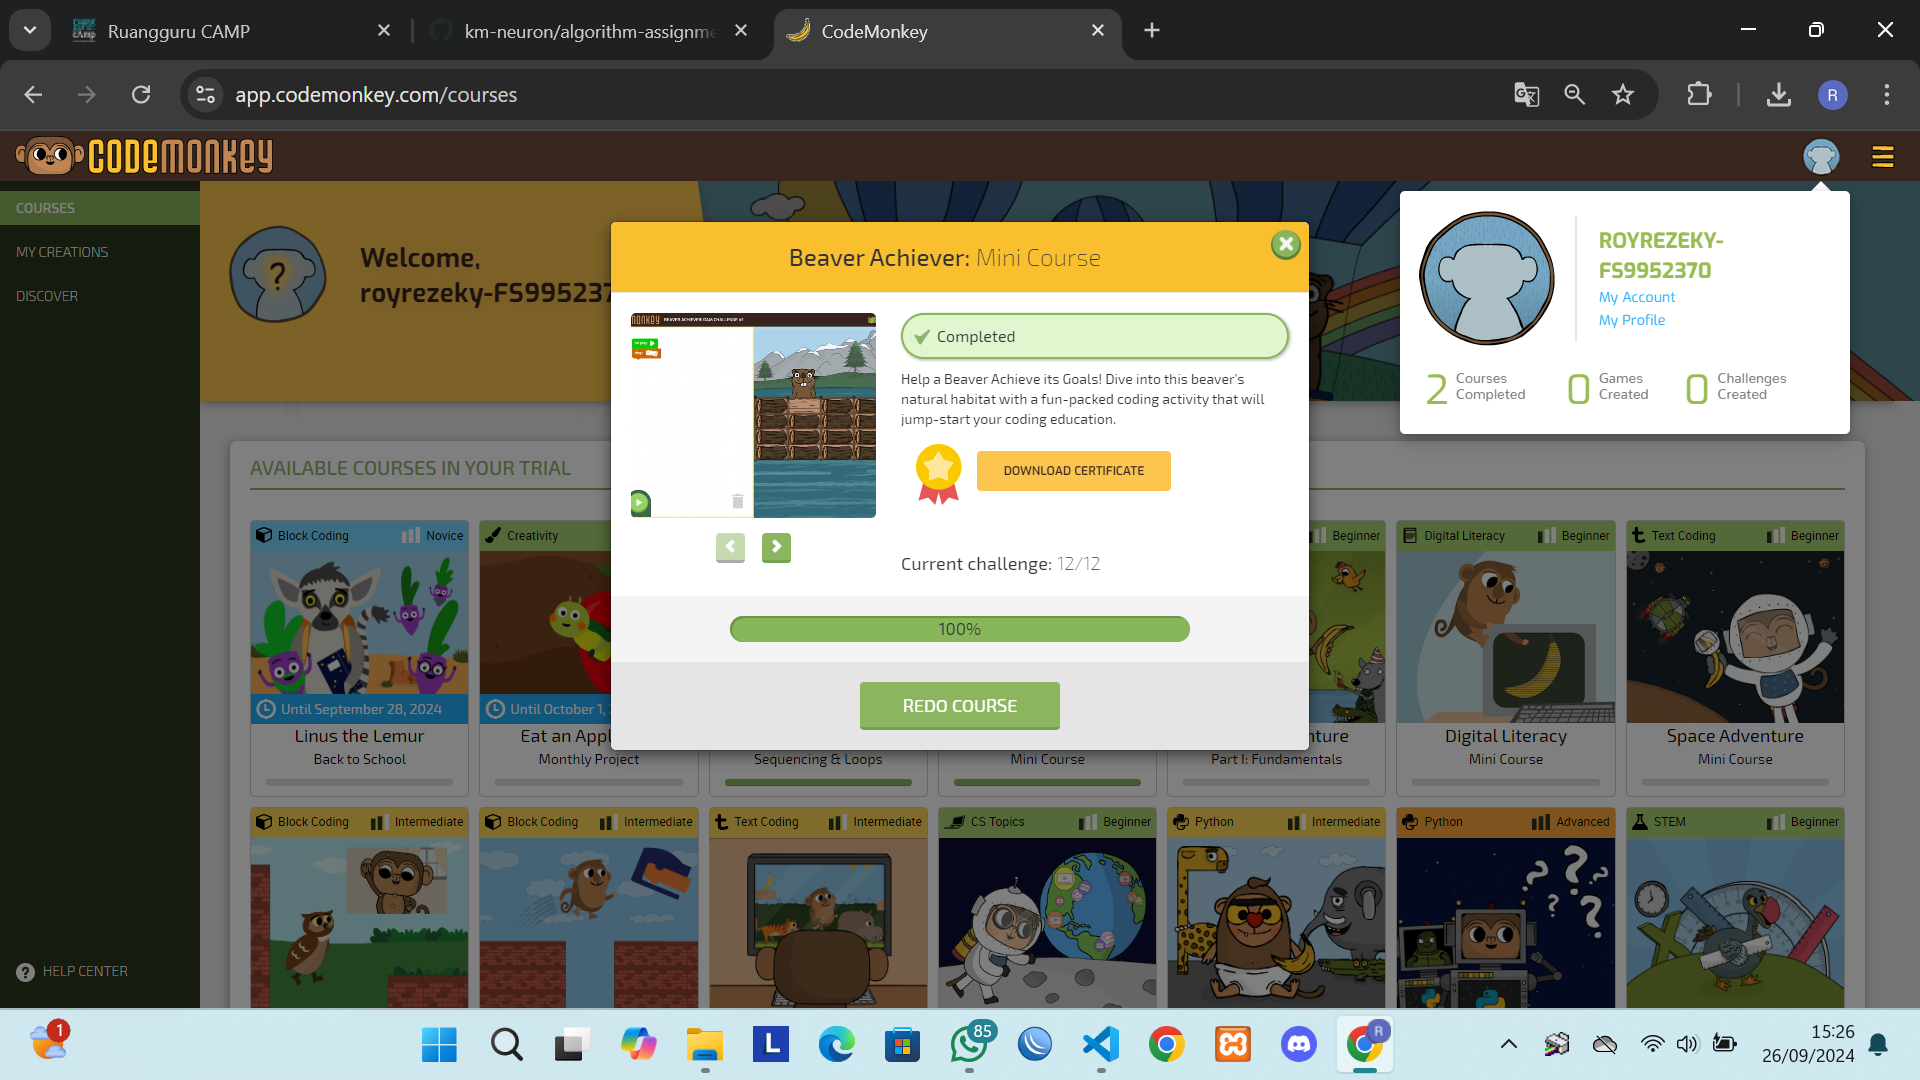 Ruangguru CAMP
km-neuron/algorithm-assignme
CodeMonkey
app.codemonkey.com/courses
R
CODEMONKEY
COURSES
MY CREATIONS
DISCOVER
HELP CENTER
Welcome,
royrezeky-FS995237
ROYREZEKY-
FS9952370
My Account
My Profile
2 Courses Completed
0 Games Created
0 Challenges Created
Beaver Achiever: Mini Course
Completed
Help a Beaver Achieve its Goals! Dive into this beaver's
natural habitat with a fun-packed coding activity that will
jump-start your coding education.
DOWNLOAD CERTIFICATE
Current challenge: 12/12
100%
REDO COURSE
AVAILABLE COURSES IN YOUR TRIAL
Block Coding Novice
Until September 28, 2024
Linus the Lemur
Back to School
Creativity
Until October 1,
Eat an Appl
Monthly Project
Sequencing & Loops
Mini Course
Beginner
nture
Part I: Fundamentals
Digital Literacy Beginner
Digital Literacy
Mini Course
Text Coding Beginner
Space Adventure
Mini Course
Block Coding Intermediate
Block Coding Intermediate
Text Coding Intermediate
CS Topics Beginner
Python Intermediate
Python Advanced
STEM Beginner
1
L
85
R
15:26
26/09/2024